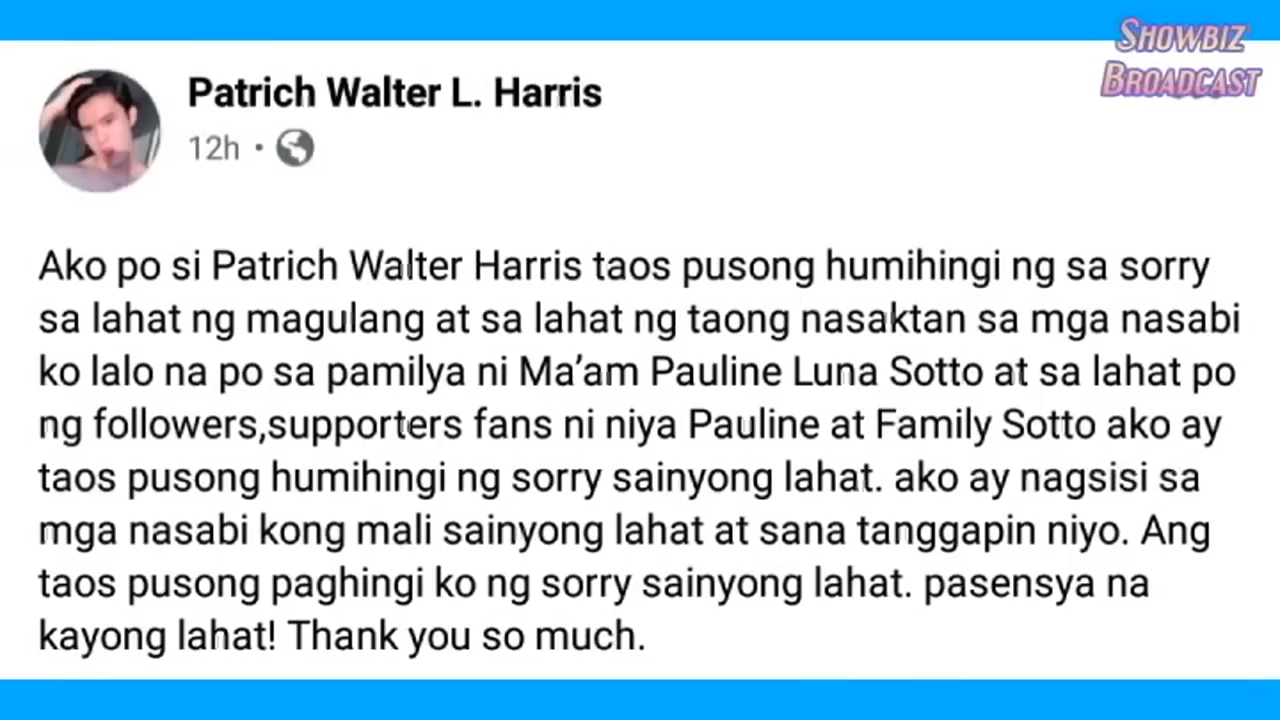 SHOWBIZ
BROADCAST
Patrich Walter L. Harris
12h •
Ako po si Patrich Walter Harris taos pusong humihingi ng sa sorry
sa lahat ng magulang at sa lahat ng taong nasaktan sa mga nasabi
ko lalo na po sa pamilya ni Ma’am Pauline Luna Sotto at sa lahat po
ng followers,supporters fans ni niya Pauline at Family Sotto ako ay
taos pusong humihingi ng sorry sainyong lahat. ako ay nagsisi sa
mga nasabi kong mali sainyong lahat at sana tanggapin niyo. Ang
taos pusong paghingi ko ng sorry sainyong lahat. pasensya na
kayong lahat! Thank you so much.